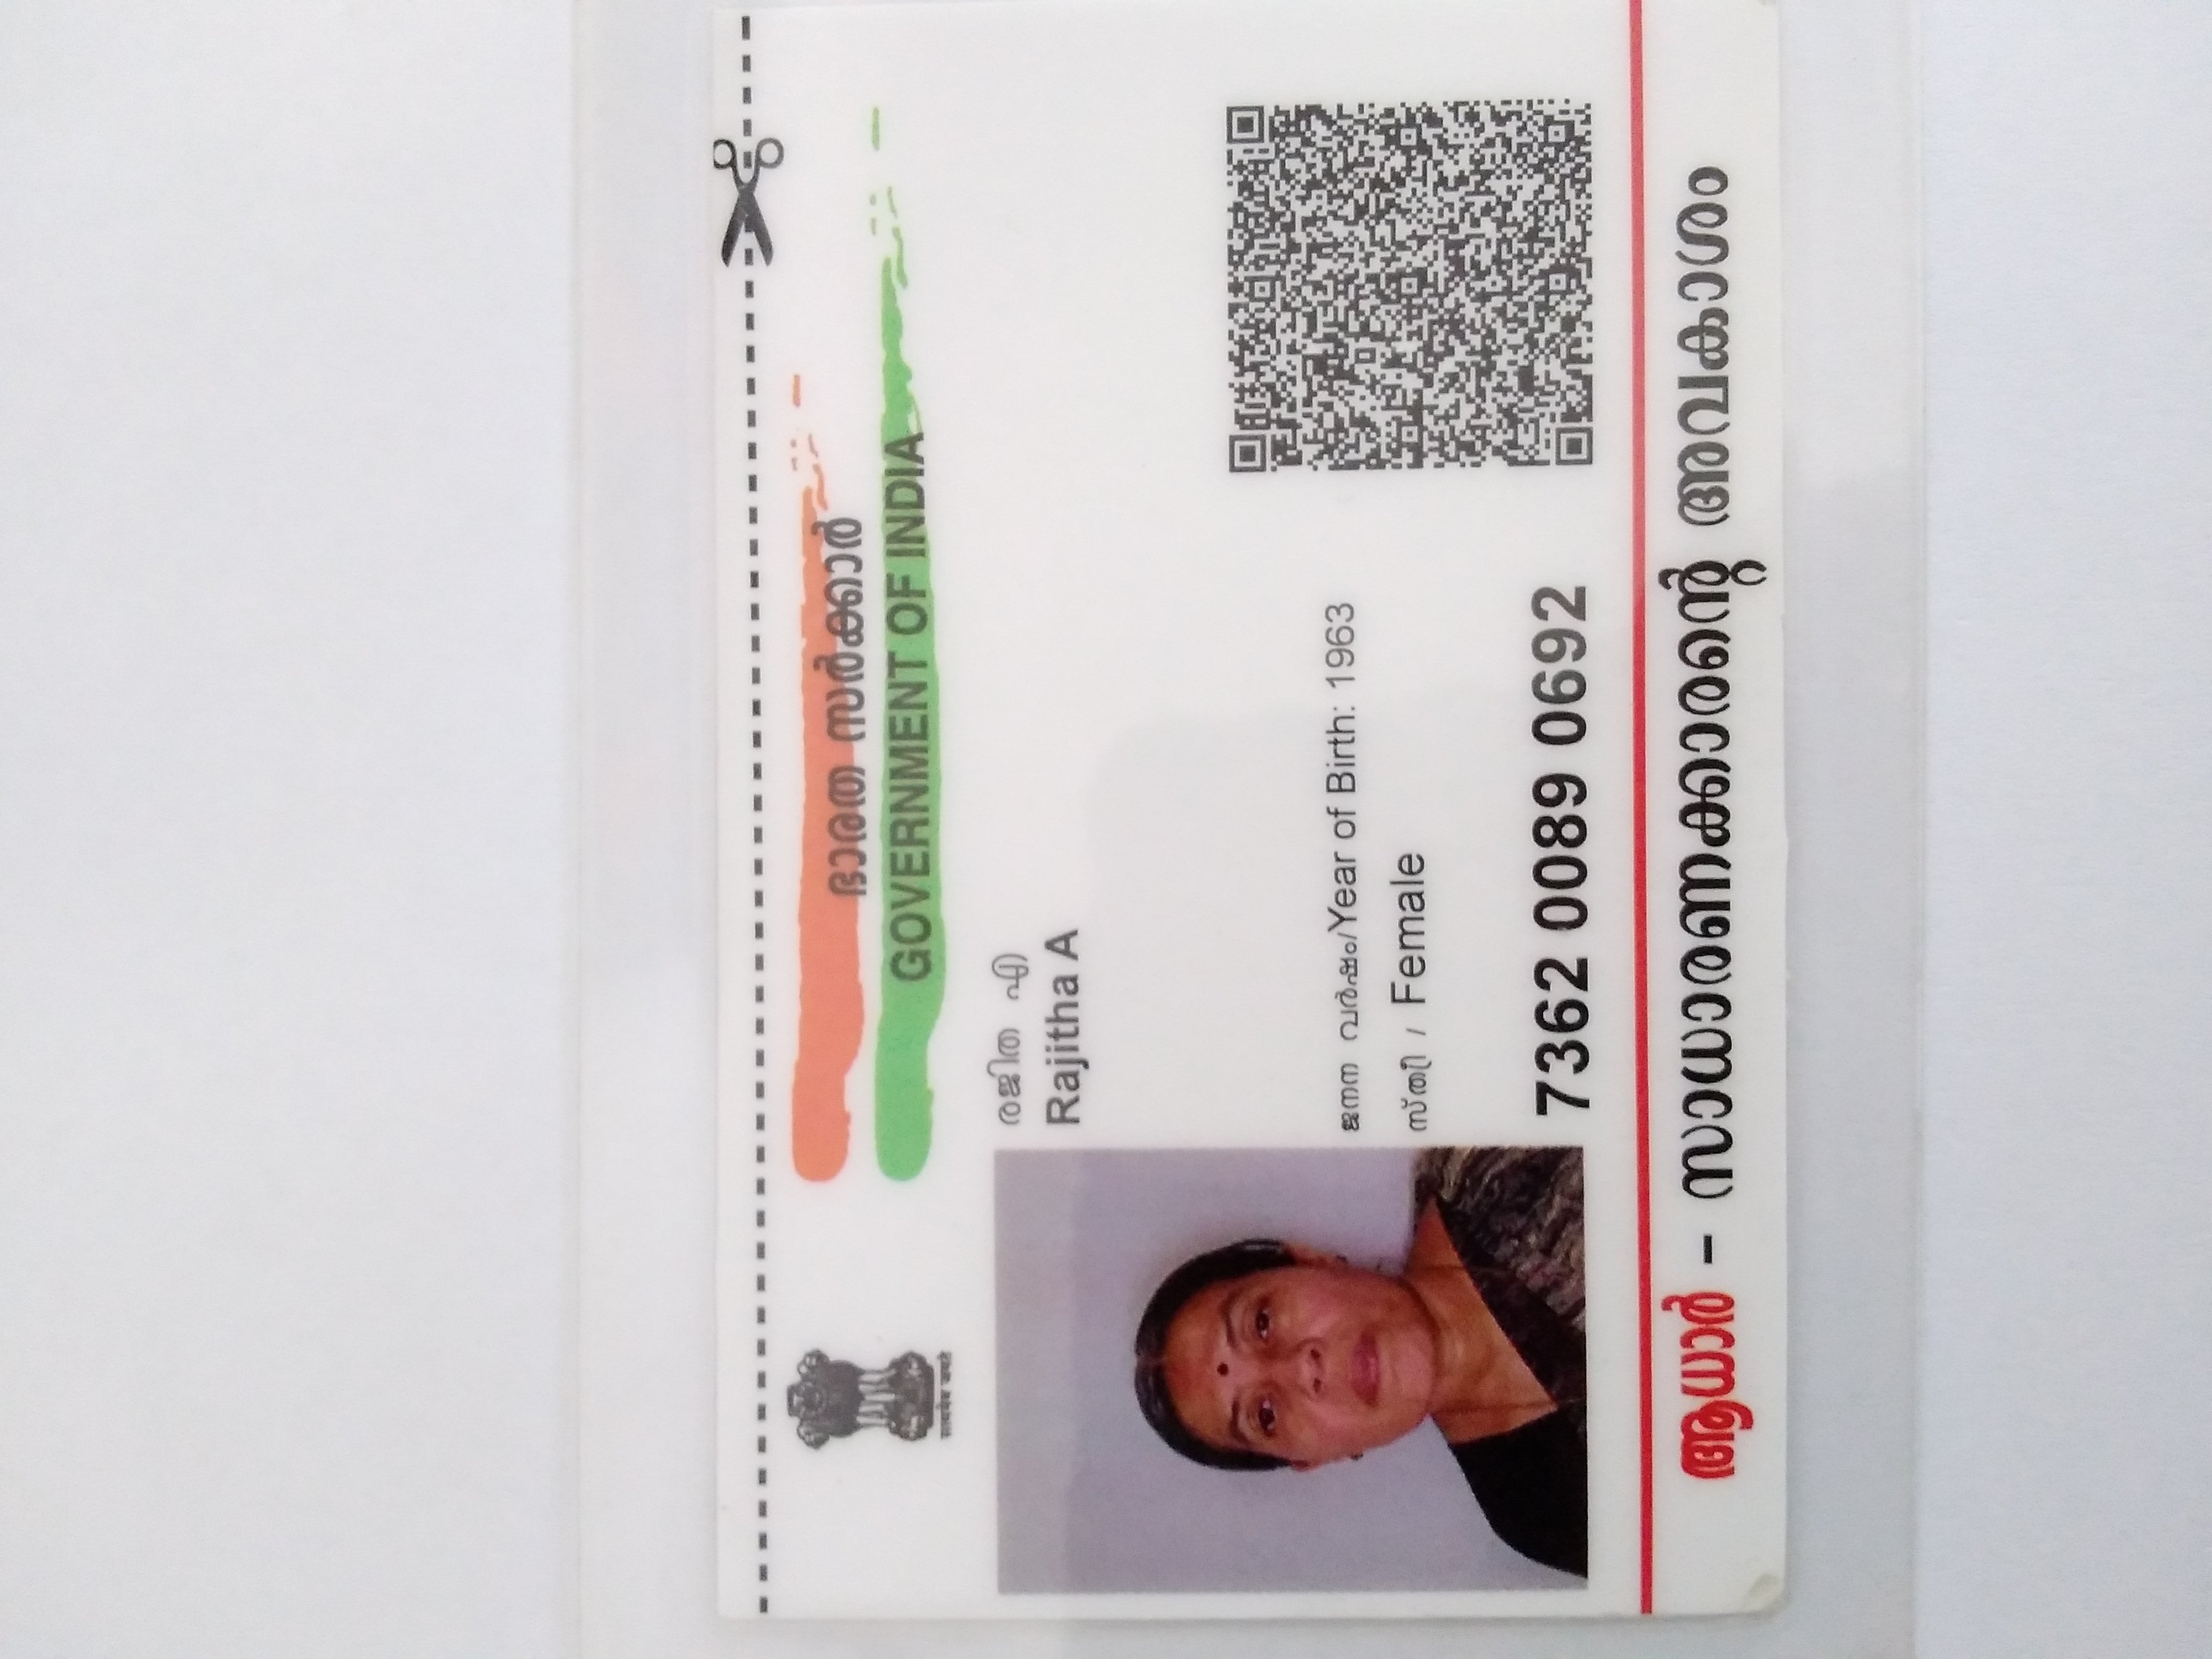 ഭാരത സർക്കാർ
GOVERNMENT OF INDIA
सत्यमेव जयते
രജിത എ
Rajitha A
ജനന വർഷം/Year of Birth: 1963
സ്ത്രീ / Female
7362 0089 0692
ആധാർ - സാധാരണക്കാരന്റെ അവകാശം